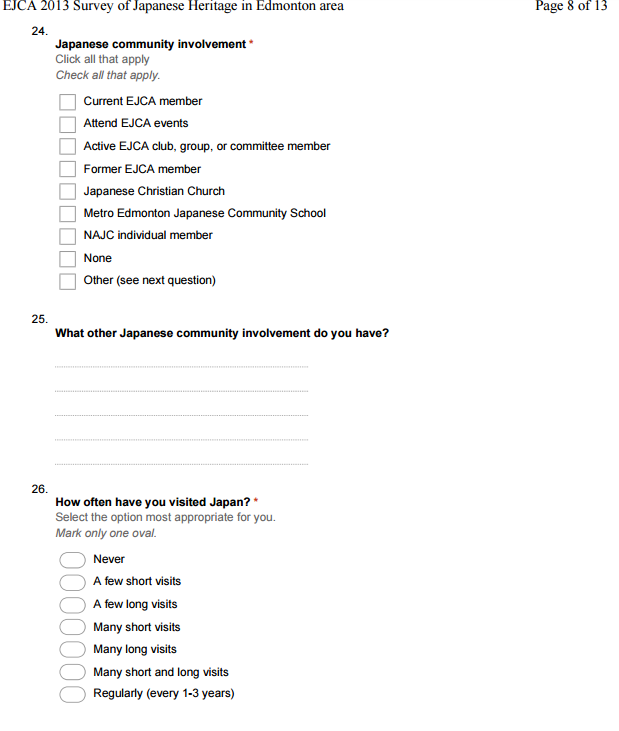 EJCA 2013 Survey of Japanese Heritage in Edmonton area Page 8 of 13
24.
Japanese community involvement *
Click all that apply
Check all that apply.
Current EJCA member
Attend EJCA events
Active EJCA club, group, or committee member
Former EJCA member
Japanese Christian Church
Metro Edmonton Japanese Community School
NAJC individual member
None
Other (see next question)
25.
What other Japanese community involvement do you have?
26.
How often have you visited Japan? *
Select the option most appropriate for you.
Mark only one oval.
Never
A few short visits
A few long visits
Many short visits
Many long visits
Many short and long visits
Regularly (every 1-3 years)